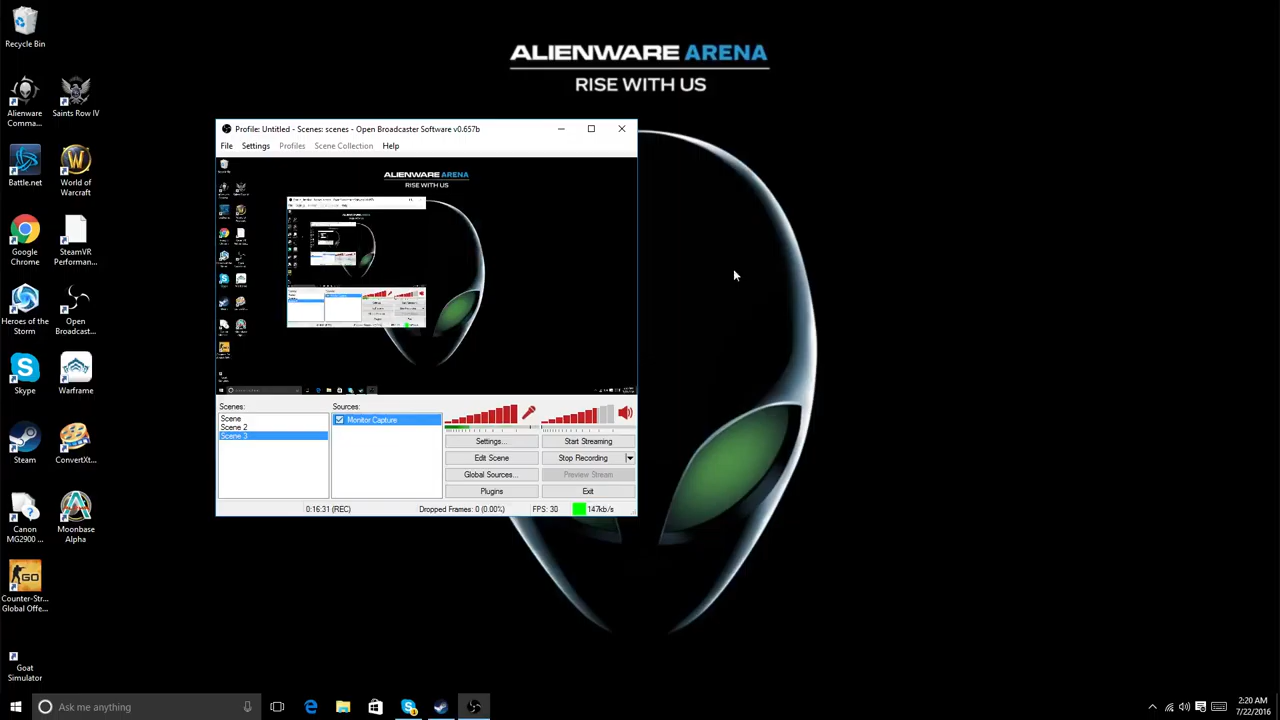 ALIENWARE ARENA
RISE WITH US
Recycle Bin
Alienware
Comma...
Saints Row IV
Battle.net
World of
Warcraft
Google
Chrome
SteamVR
Performan...
Heroes of the
Storm
Open
Broadcast...
Skype
Warframe
Steam
ConvertXt...
Canon
MG2900 ...
Moonbase
Alpha
Counter-Str...
Global Offe...
Goat
Simulator
Profile: Untitled - Scenes: scenes - Open Broadcaster Software v0.657b
File Settings Profiles Scene Collection Help
ALIENWARE ARENA
RISE WITH US
Scenes:
Scene
Scene 2
Scene 3
Sources:
Monitor Capture
Settings...
Start Streaming
Edit Scene
Stop Recording
Global Sources...
Preview Stream
Plugins
Exit
0:16:31 (REC)
Dropped Frames: 0 (0.00%)
FPS: 30
147kb/s
Ask me anything
2:20 AM
7/22/2016